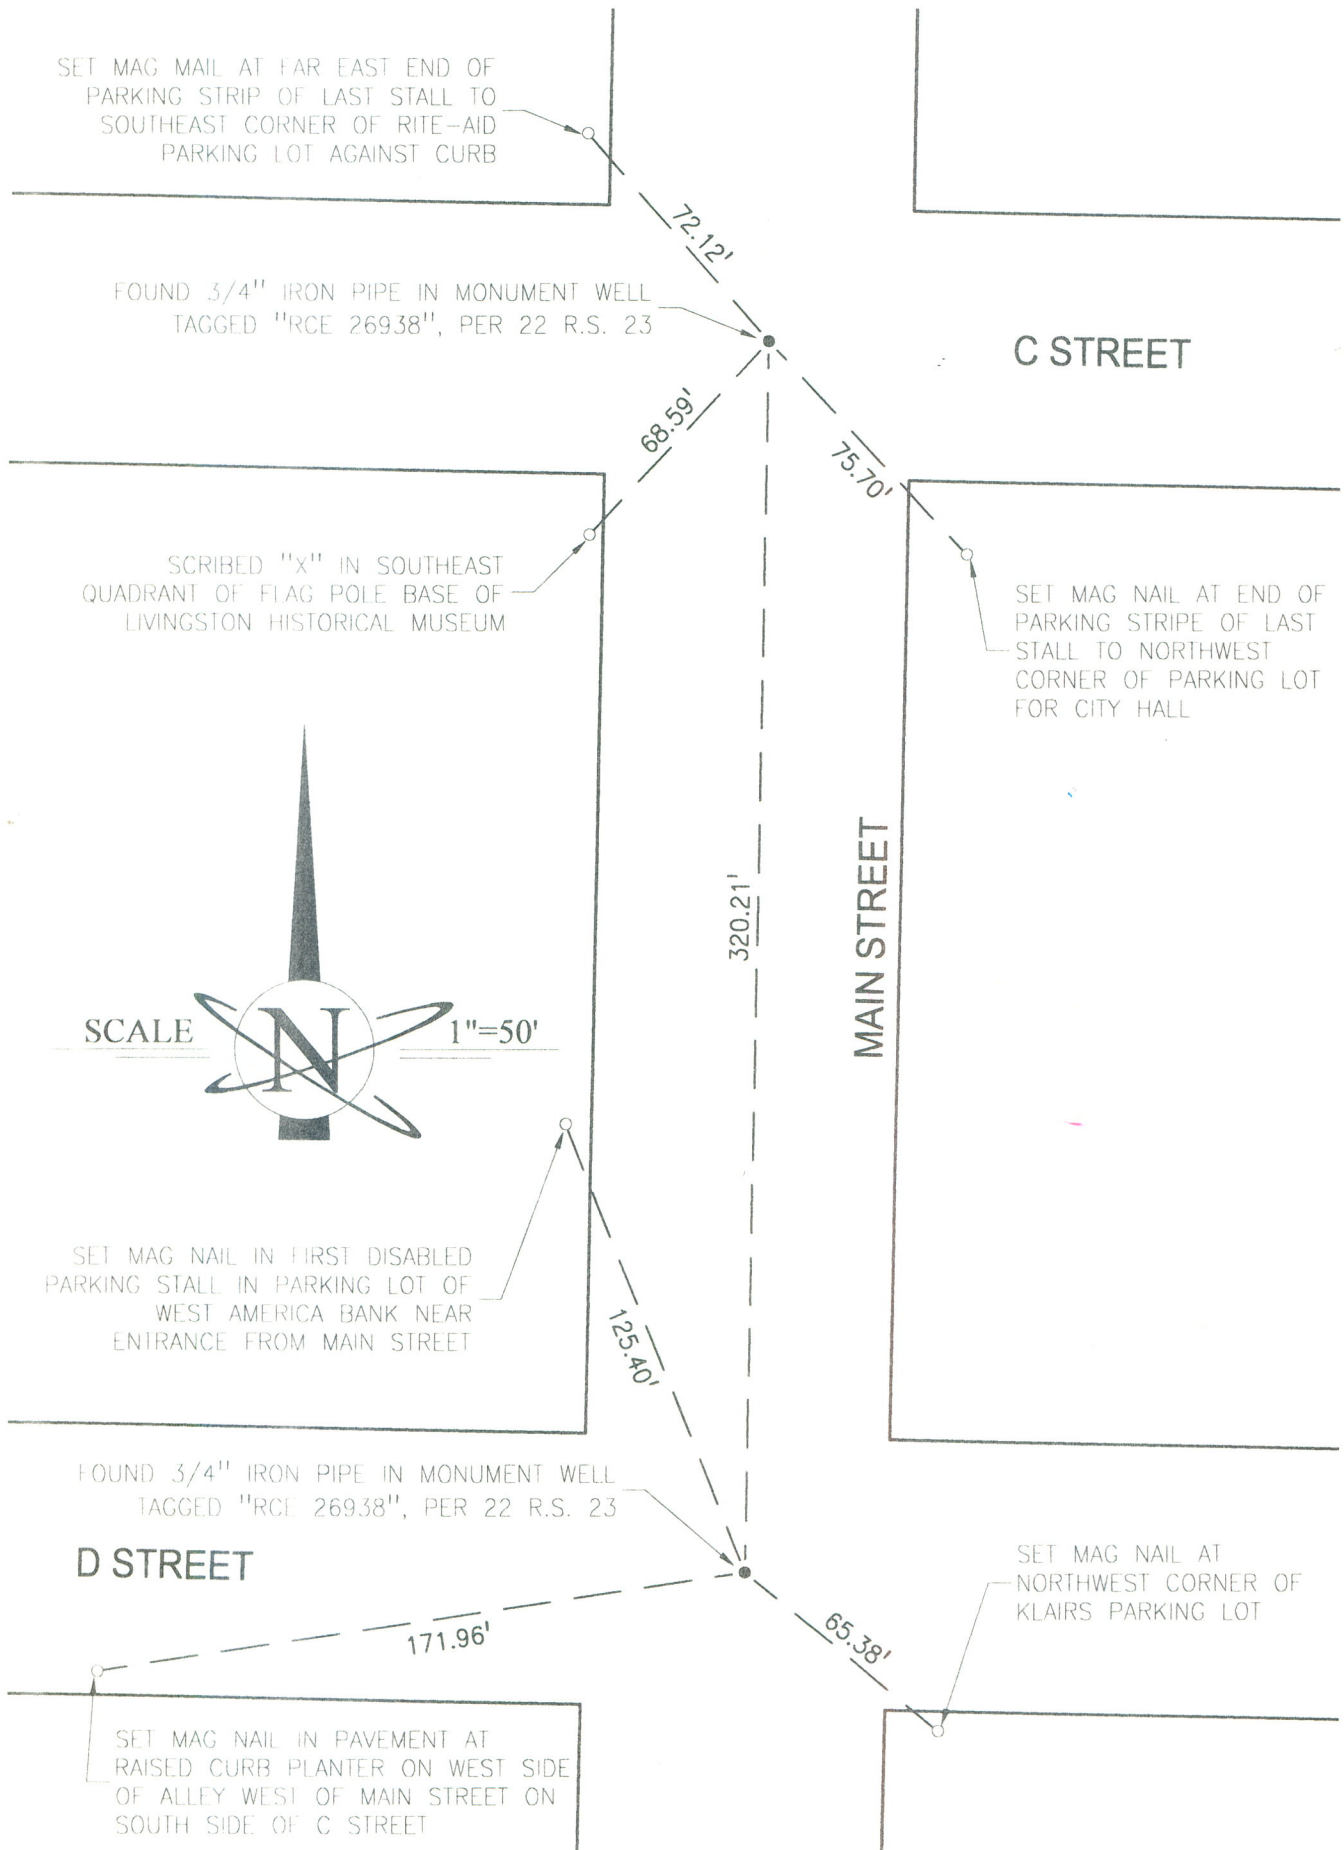 SET MAG MAIL AT FAR EAST END OF
PARKING STRIP OF LAST STALL TO
SOUTHEAST CORNER OF RITE-AID
PARKING LOT AGAINST CURB
72.12'
FOUND 3/4" IRON PIPE IN MONUMENT WELL
TAGGED "RCE 26938", PER 22 R.S. 23
C STREET
68.59'
75.70'
SCRIBED "X" IN SOUTHEAST
QUADRANT OF FLAG POLE BASE OF
LIVINGSTON HISTORICAL MUSEUM
SET MAG NAIL AT END OF
PARKING STRIPE OF LAST
STALL TO NORTHWEST
CORNER OF PARKING LOT
FOR CITY HALL
320.21'
MAIN STREET
SCALE N 1"=50'
SET MAG NAIL IN FIRST DISABLED
PARKING STALL IN PARKING LOT OF
WEST AMERICA BANK NEAR
ENTRANCE FROM MAIN STREET
125.40'
FOUND 3/4" IRON PIPE IN MONUMENT WELL
TAGGED "RCE 26938", PER 22 R.S. 23
D STREET
SET MAG NAIL AT
NORTHWEST CORNER OF
KLAIRS PARKING LOT
171.96'
65.38'
SET MAG NAIL IN PAVEMENT AT
RAISED CURB PLANTER ON WEST SIDE
OF ALLEY WEST OF MAIN STREET ON
SOUTH SIDE OF C STREET